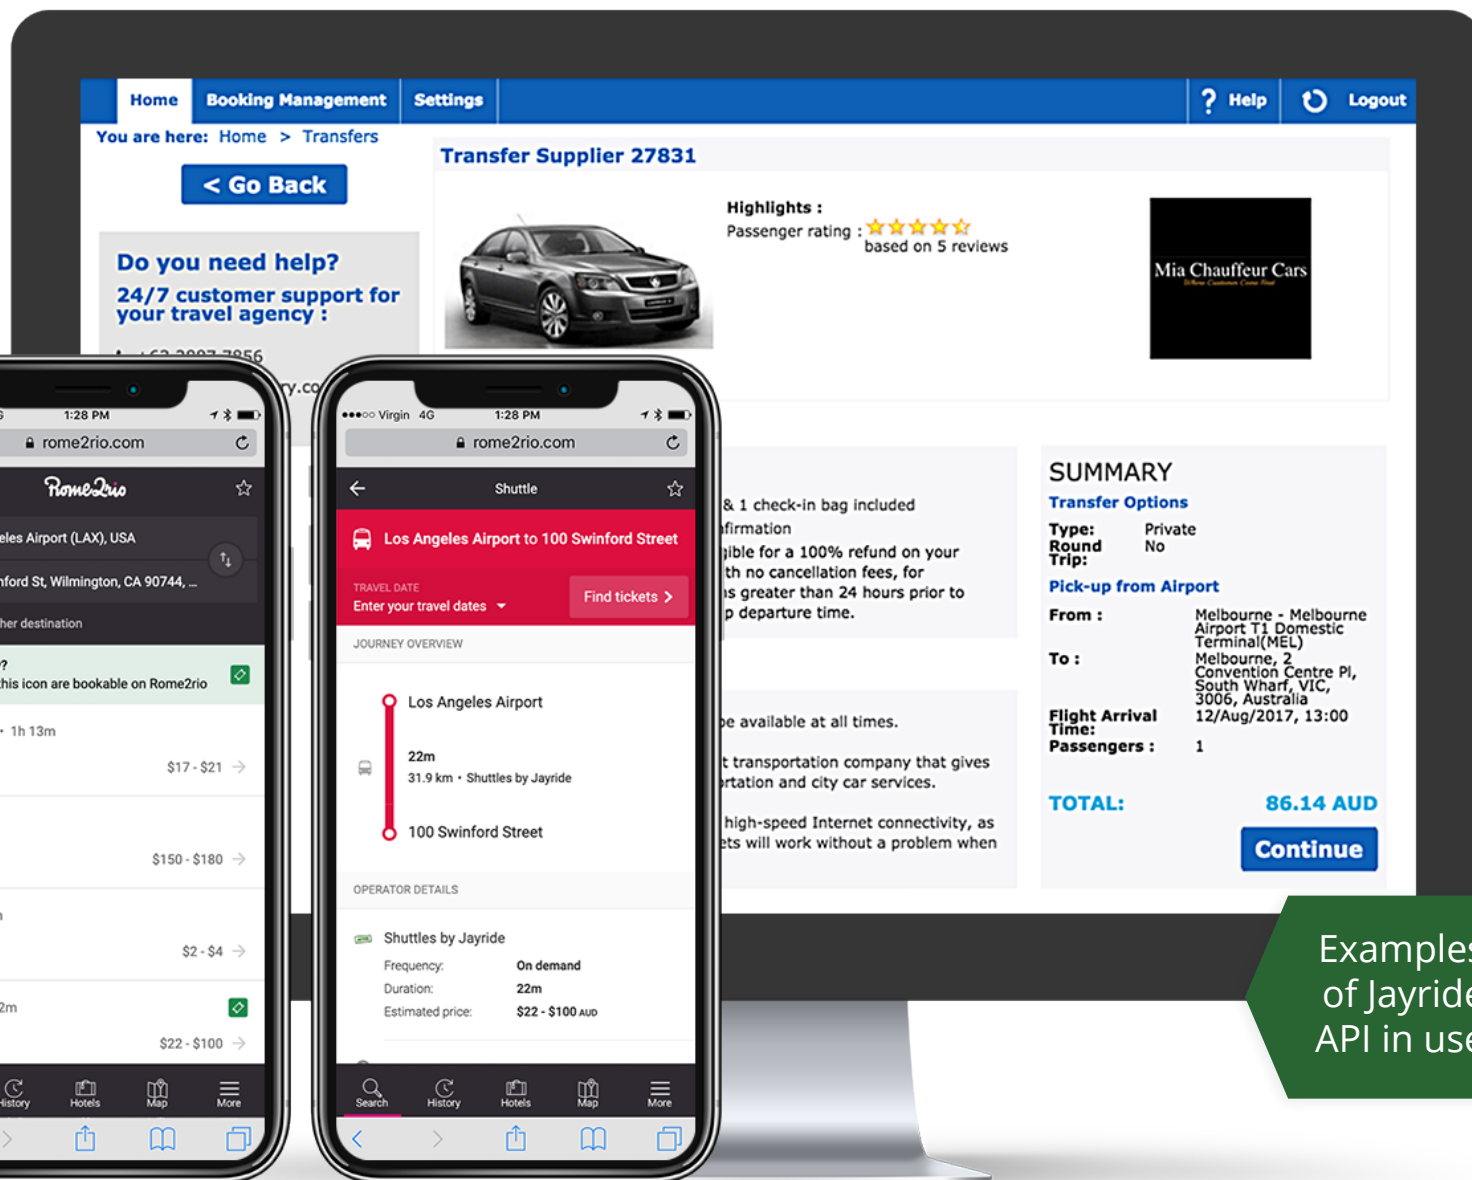 Home Booking Management Settings ? Help Logout
You are here: Home > Transfers
< Go Back
Do you need help?
24/7 customer support for
your travel agency :
Transfer Supplier 27831
Highlights :
Passenger rating :
based on 5 reviews
Mia Chauffeur Cars
& 1 check-in bag included
100% refund on your
no cancellation fees, for
greater than 24 hours prior to
departure time.
available at all times.
transportation company that gives
and city car services.
high-speed Internet connectivity, as
will work without a problem when
SUMMARY
Transfer Options
Type: Private
Round No
Trip:
Pick-up from Airport
From : Melbourne - Melbourne
Airport T1 Domestic
Terminal(MEL)
To : Melbourne, 2
Convention Centre Pl,
South Wharf, VIC,
3006, Australia
Flight Arrival 12/Aug/2017, 13:00
Time:
Passengers : 1
TOTAL: 86.14 AUD
Continue
1:28 PM
rome2rio.com
Rome2rio
Airport (LAX), USA
St, Wilmington, CA 90744, ...
destination
this icon are bookable on Rome2rio
• 1h 13m
$17 - $21
$150 - $180
$2 - $4
$22 - $100
History Hotels Map More
Virgin 4G 1:28 PM
rome2rio.com
Shuttle
Los Angeles Airport to 100 Swinford Street
TRAVEL DATE
Enter your travel dates
Find tickets >
JOURNEY OVERVIEW
Los Angeles Airport
22m
31.9 km • Shuttles by Jayride
100 Swinford Street
OPERATOR DETAILS
Shuttles by Jayride
Frequency: On demand
Duration: 22m
Estimated price: $22 - $100 AUD
Search History Hotels Map More
Examples
of Jayride
API in use